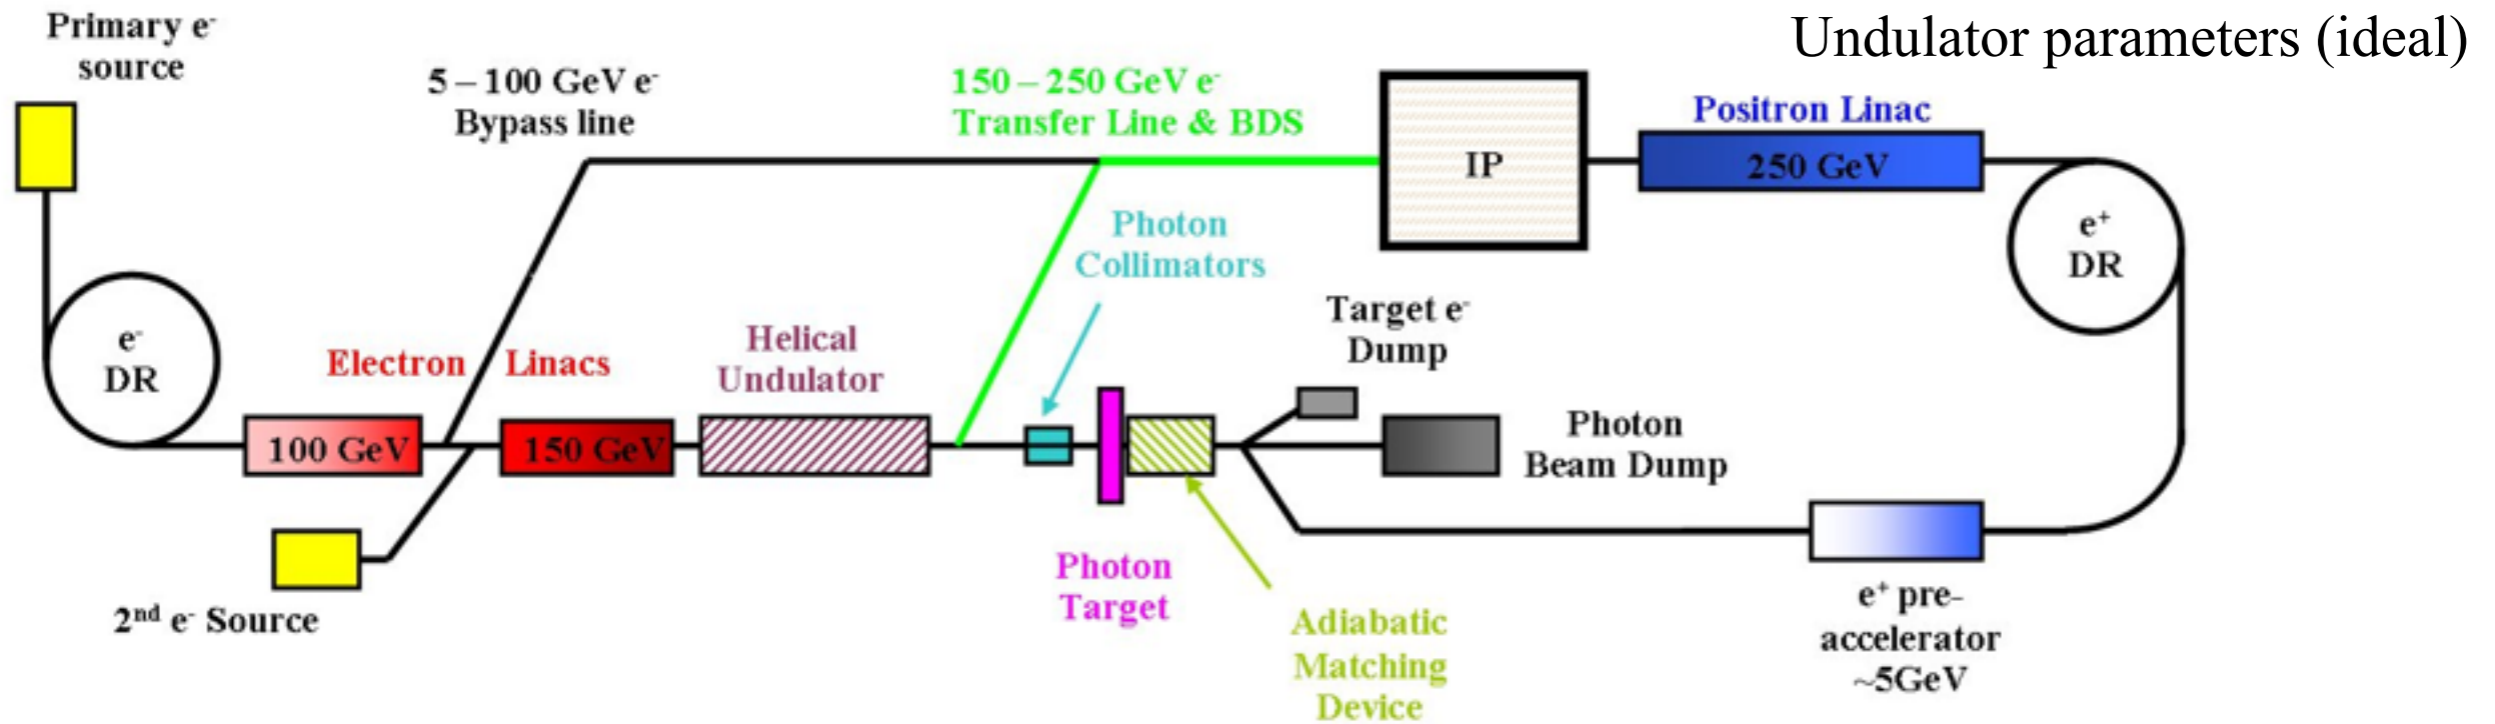 Undulator parameters (ideal)
Primary e-
source
5 – 100 GeV e-
Bypass line
150 – 250 GeV e-
Transfer Line & BDS
IP
Positron Linac
250 GeV
e+
DR
Photon
Collimators
Target e-
Dump
e-
DR
Electron Linacs
Helical
Undulator
100 GeV
150 GeV
Photon
Beam Dump
2nd e- Source
Photon
Target
Adiabatic
Matching
Device
e+ pre-
accelerator
~5GeV